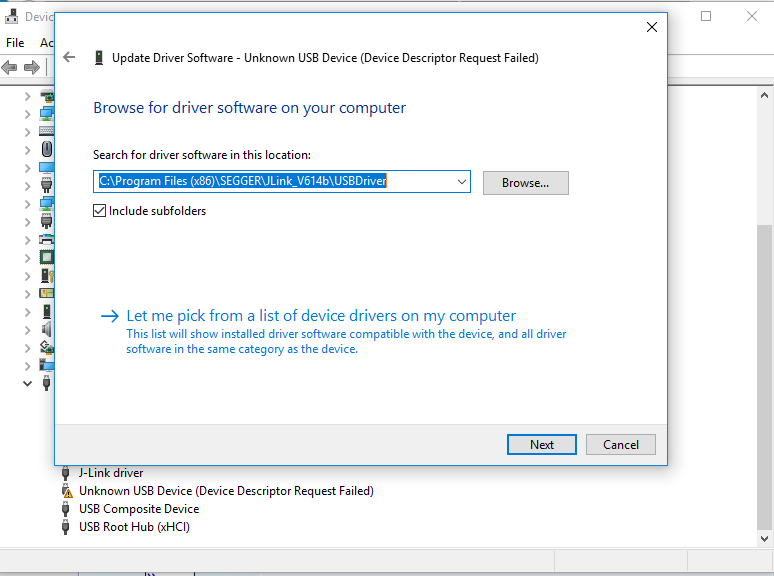 Devic
File
Ac
Update Driver Software - Unknown USB Device (Device Descriptor Request Failed)
Browse for driver software on your computer
Search for driver software in this location:
C:\Program Files (x86)\SEGGER\JLink_V614b\USBDriver
Browse...
Include subfolders
Let me pick from a list of device drivers on my computer
This list will show installed driver software compatible with the device, and all driver
software in the same category as the device.
Next
Cancel
J-Link driver
Unknown USB Device (Device Descriptor Request Failed)
USB Composite Device
USB Root Hub (xHCI)